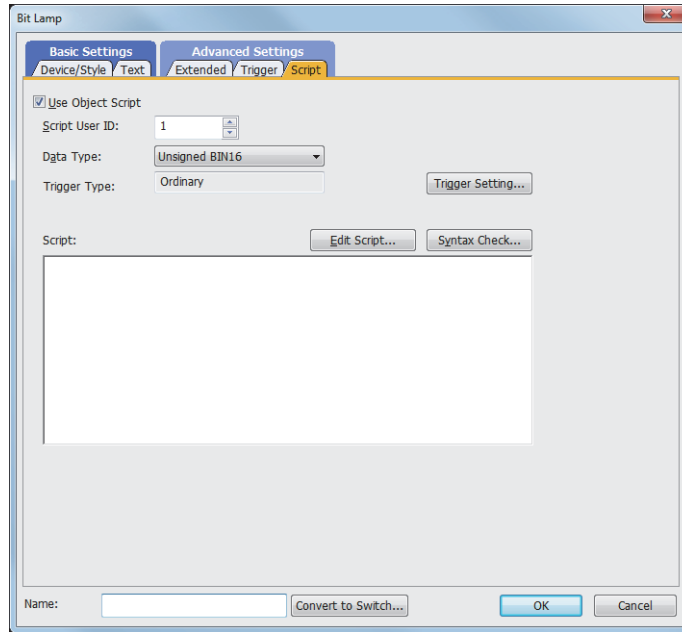 Bit Lamp
Basic Settings Advanced Settings
Device/Style Text Extended Trigger Script
Use Object Script
Script User ID: 1
Data Type: Unsigned BIN16
Trigger Type: Ordinary Trigger Setting...
Script: Edit Script... Syntax Check...
Name: Convert to Switch... OK Cancel